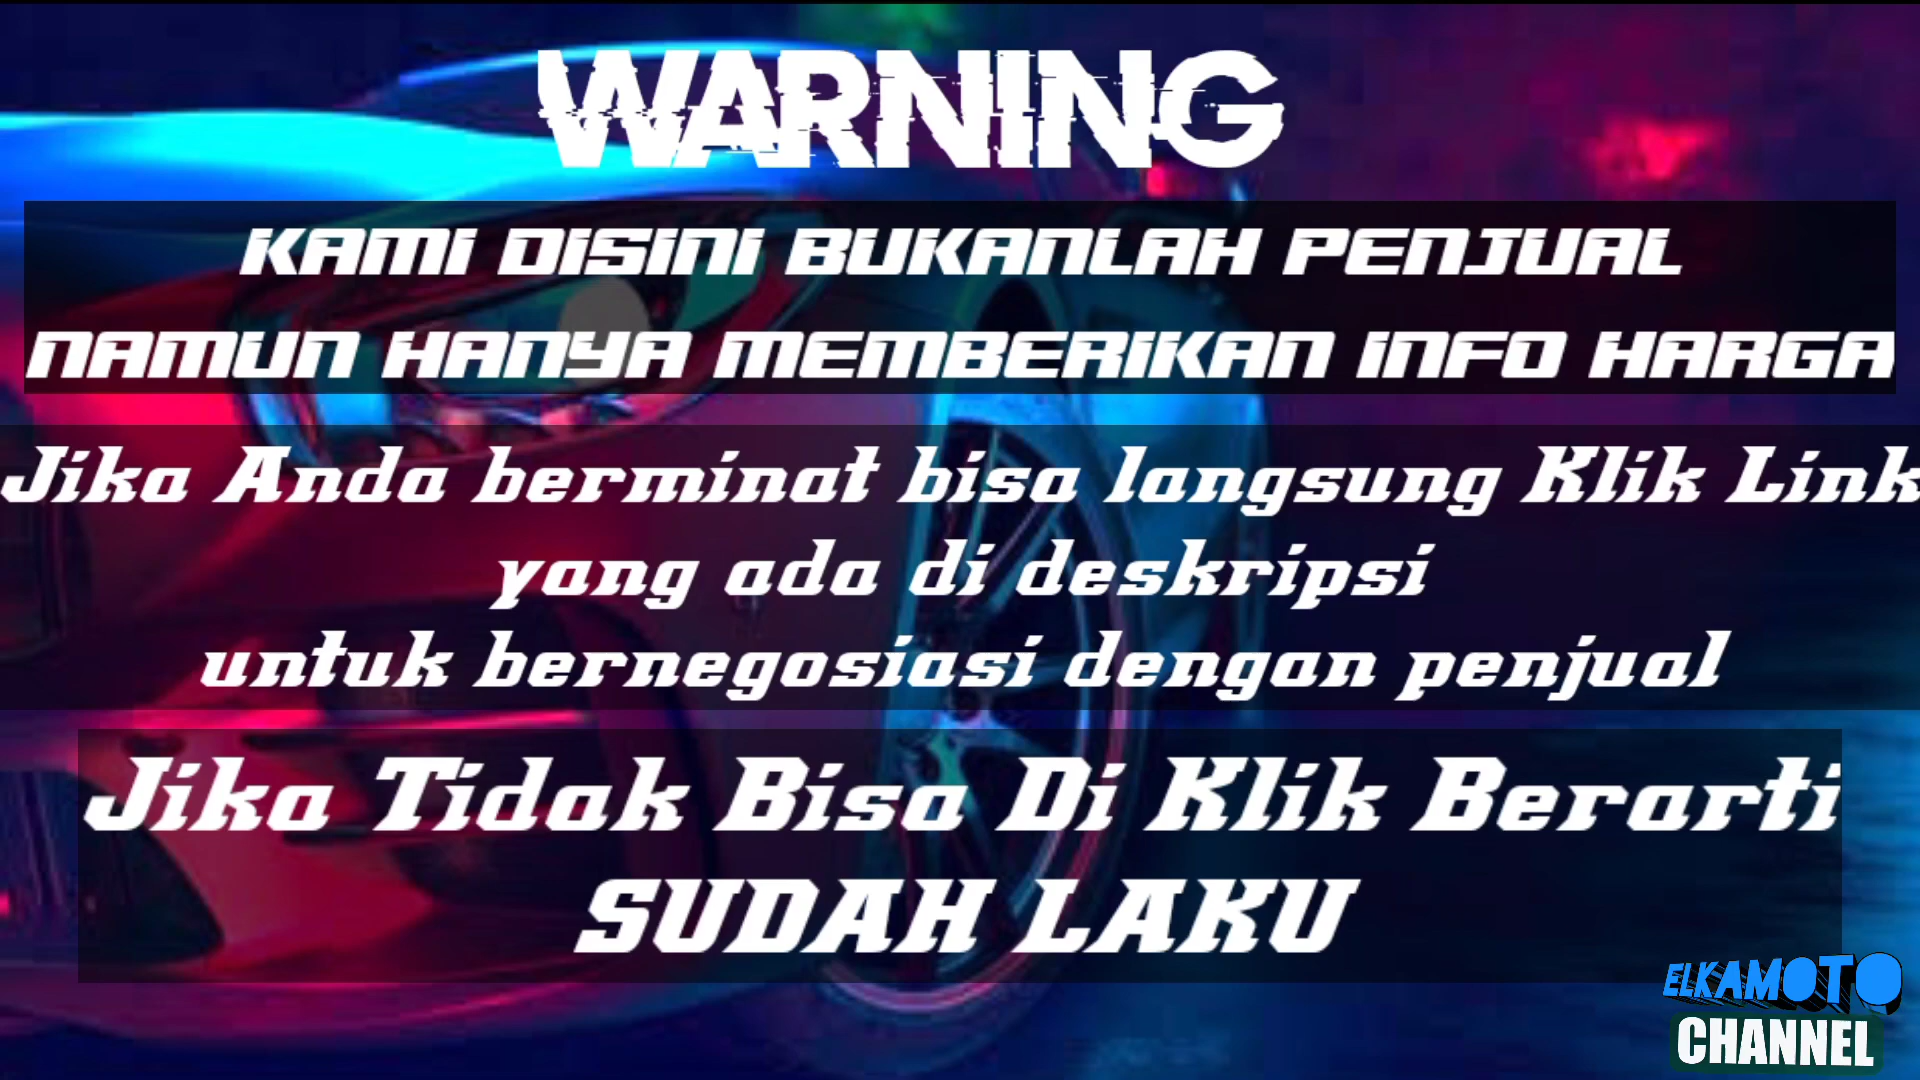 WARNING
KAMI DISINI BUKANLAH PENJUAL
NAMUN HANYA MEMBERIKAN INFO HARGA
Jika Anda berminat bisa langsung Klik Link
yang ada di deskripsi
untuk bernegosiasi dengan penjual
Jika Tidak Bisa Di Klik Berarti
SUDAH LAKU
ELKAMOTO
CHANNEL